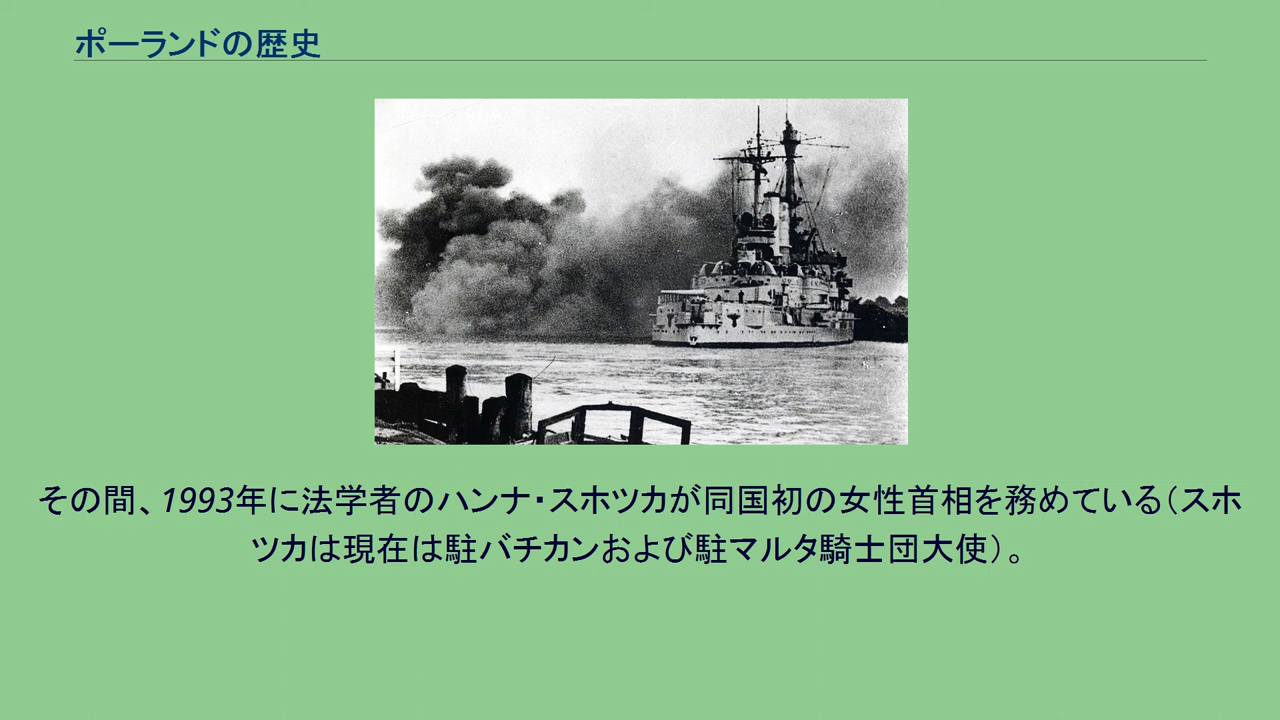 ポーランドの歴史
その間、1993年に法学者のハンナ・スホツカが同国初の女性首相を務めている（スホ
ツカは現在は駐バチカンおよび駐マルタ騎士団大使）。